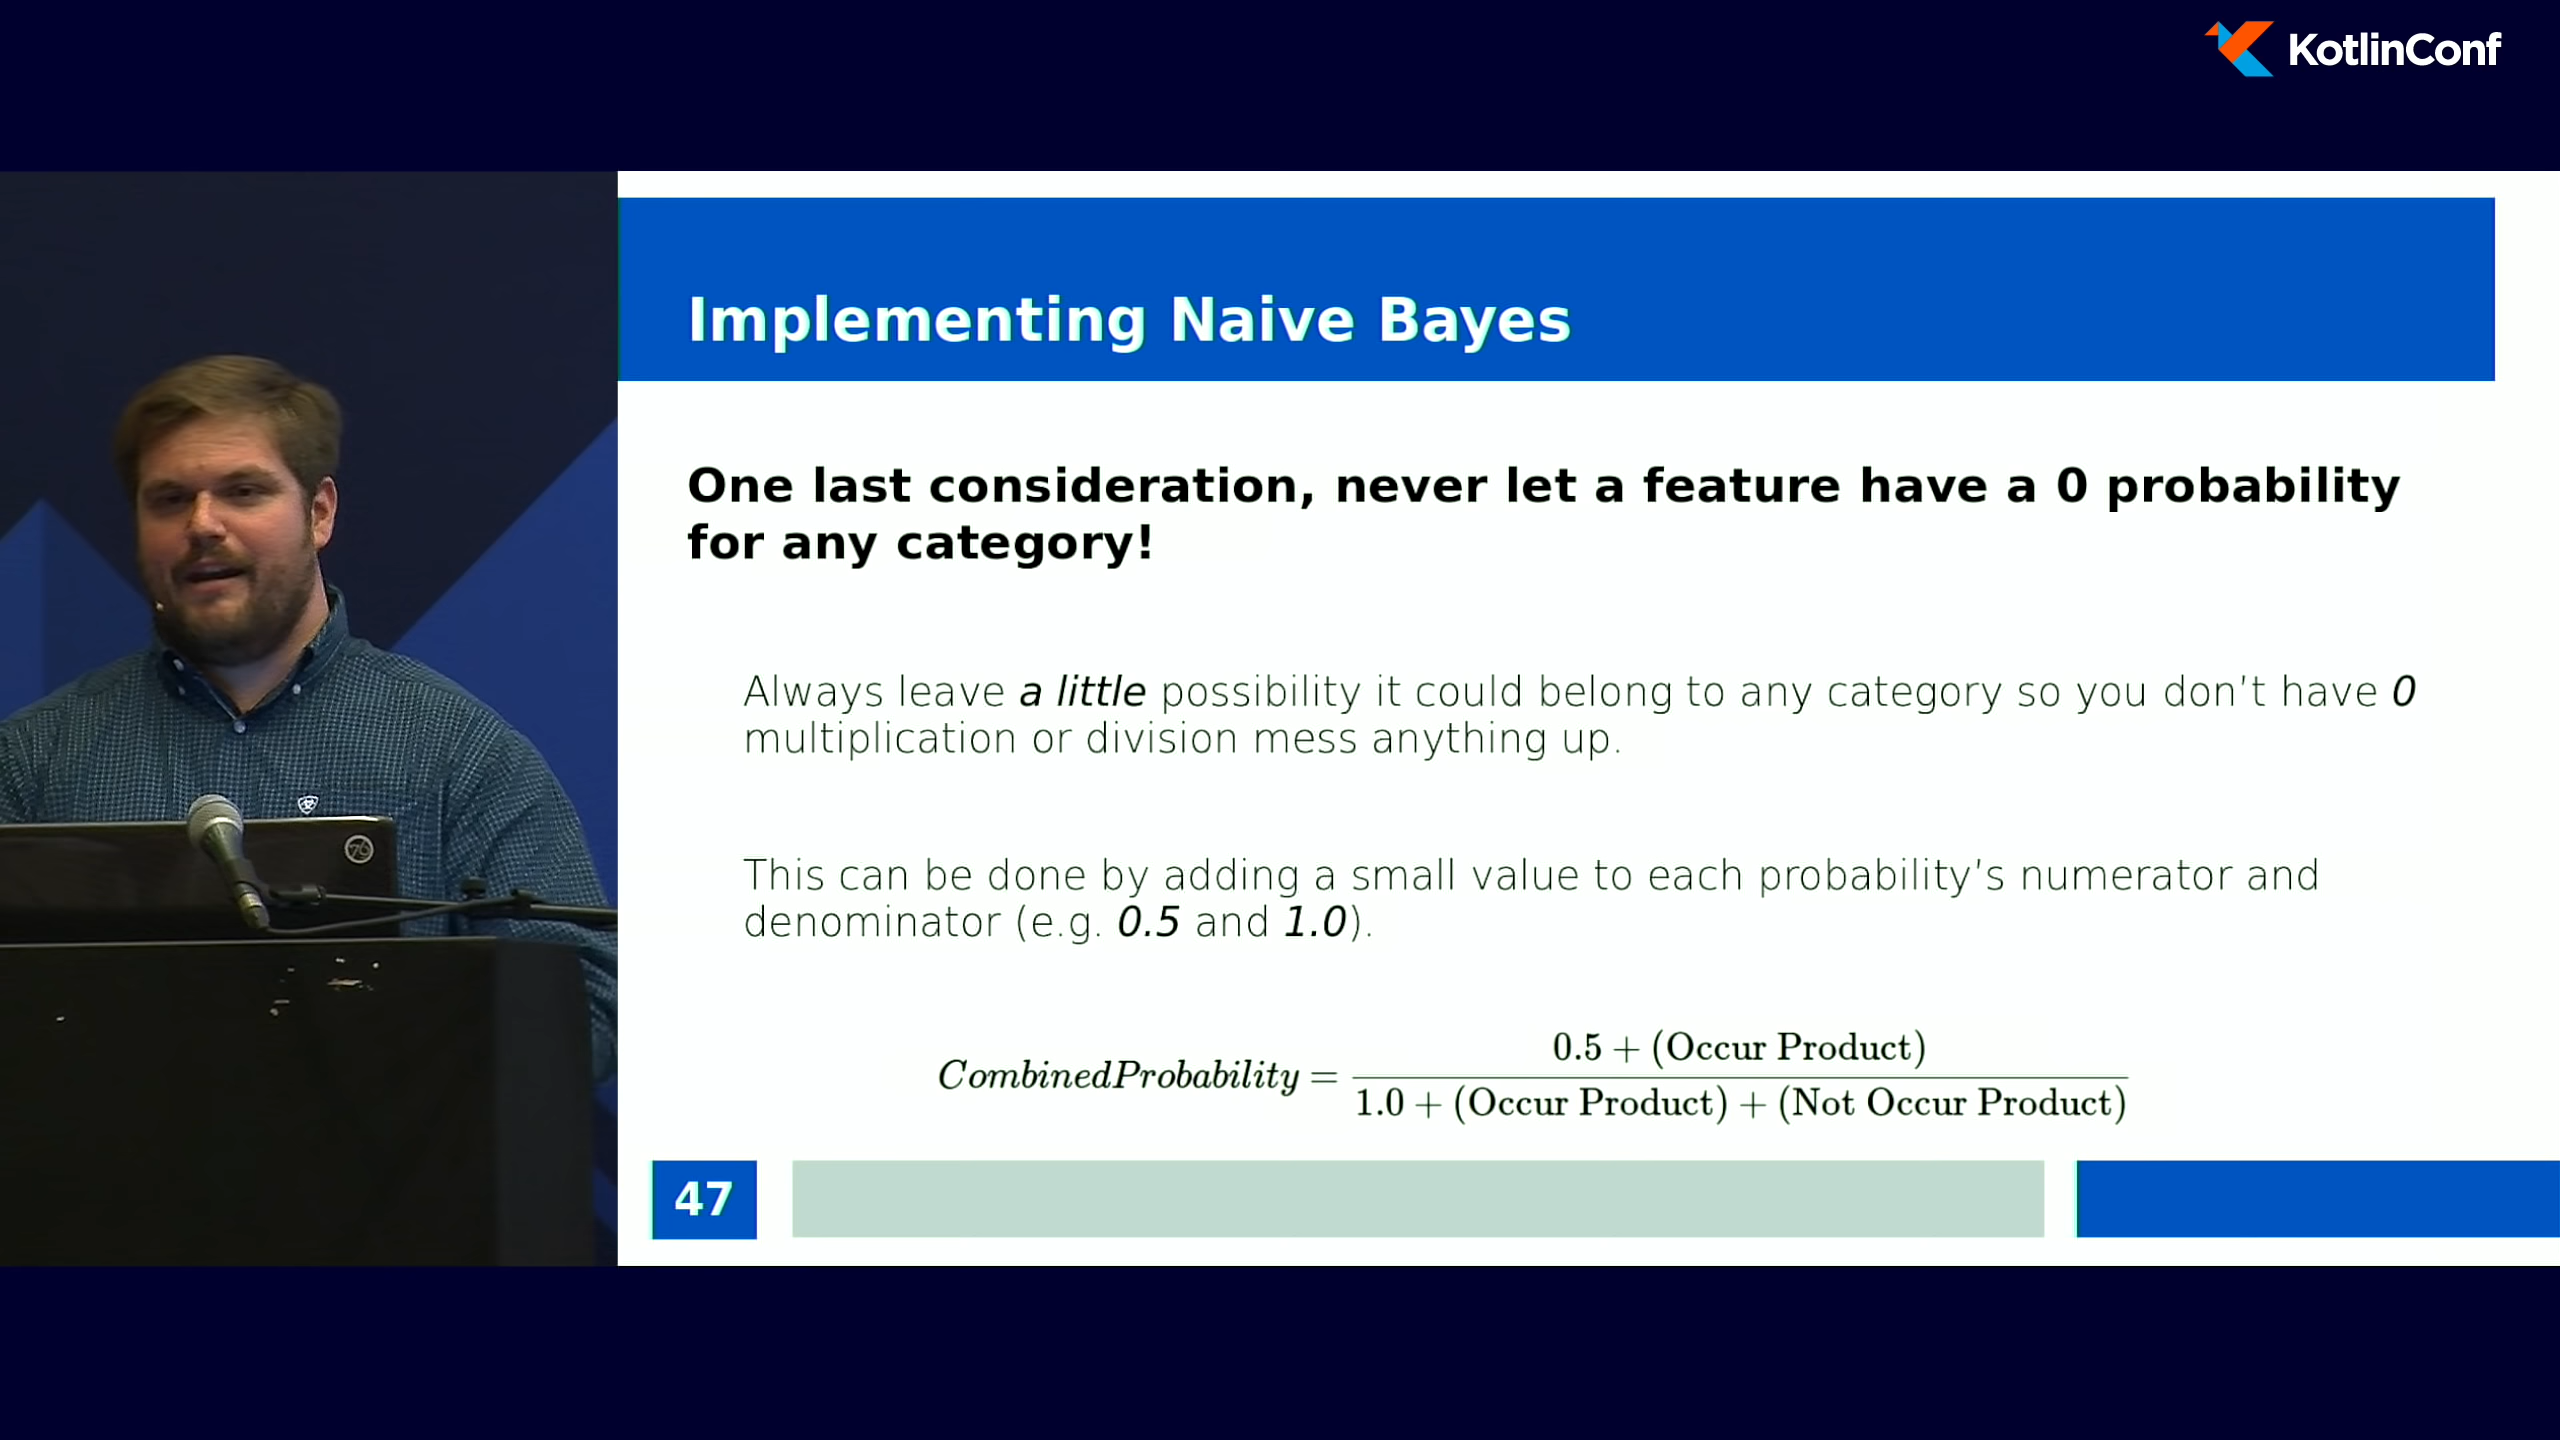 KotlinConf
Implementing Naive Bayes
One last consideration, never let a feature have a 0 probability
for any category!
Always leave a little possibility it could belong to any category so you don't have 0
multiplication or division mess anything up.
This can be done by adding a small value to each probability's numerator and
denominator (e.g. 0.5 and 1.0).
CombinedProbability = 0.5 + (Occur Product)
1.0 + (Occur Product) + (Not Occur Product)
47
76